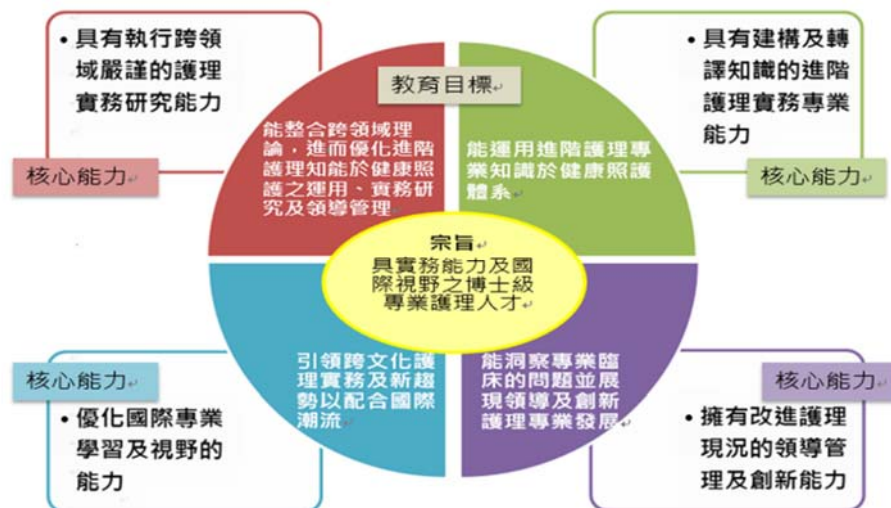 • 具有執行跨領
域嚴謹的護理
實務研究能力
核心能力
• 具有建構及轉
譯知識的進階
護理實務專業
能力
核心能力
教育目標
能整合跨領域理
論，進而優化進階
護理知能於健康照
護之運用、實務研
究及領導管理
能運用進階護理專
業知識於健康照護
體系
宗旨
具實務能力及國
際視野之博士級
專業護理人才
引領跨文化護
理實務及新趨
勢以配合國際
潮流
能洞察專業臨
床的問題並展
現領導及創新
護理專業發展
核心能力
• 優化國際專業
學習及視野的
能力
核心能力
• 擁有改進護理
現況的領導管
理及創新能力